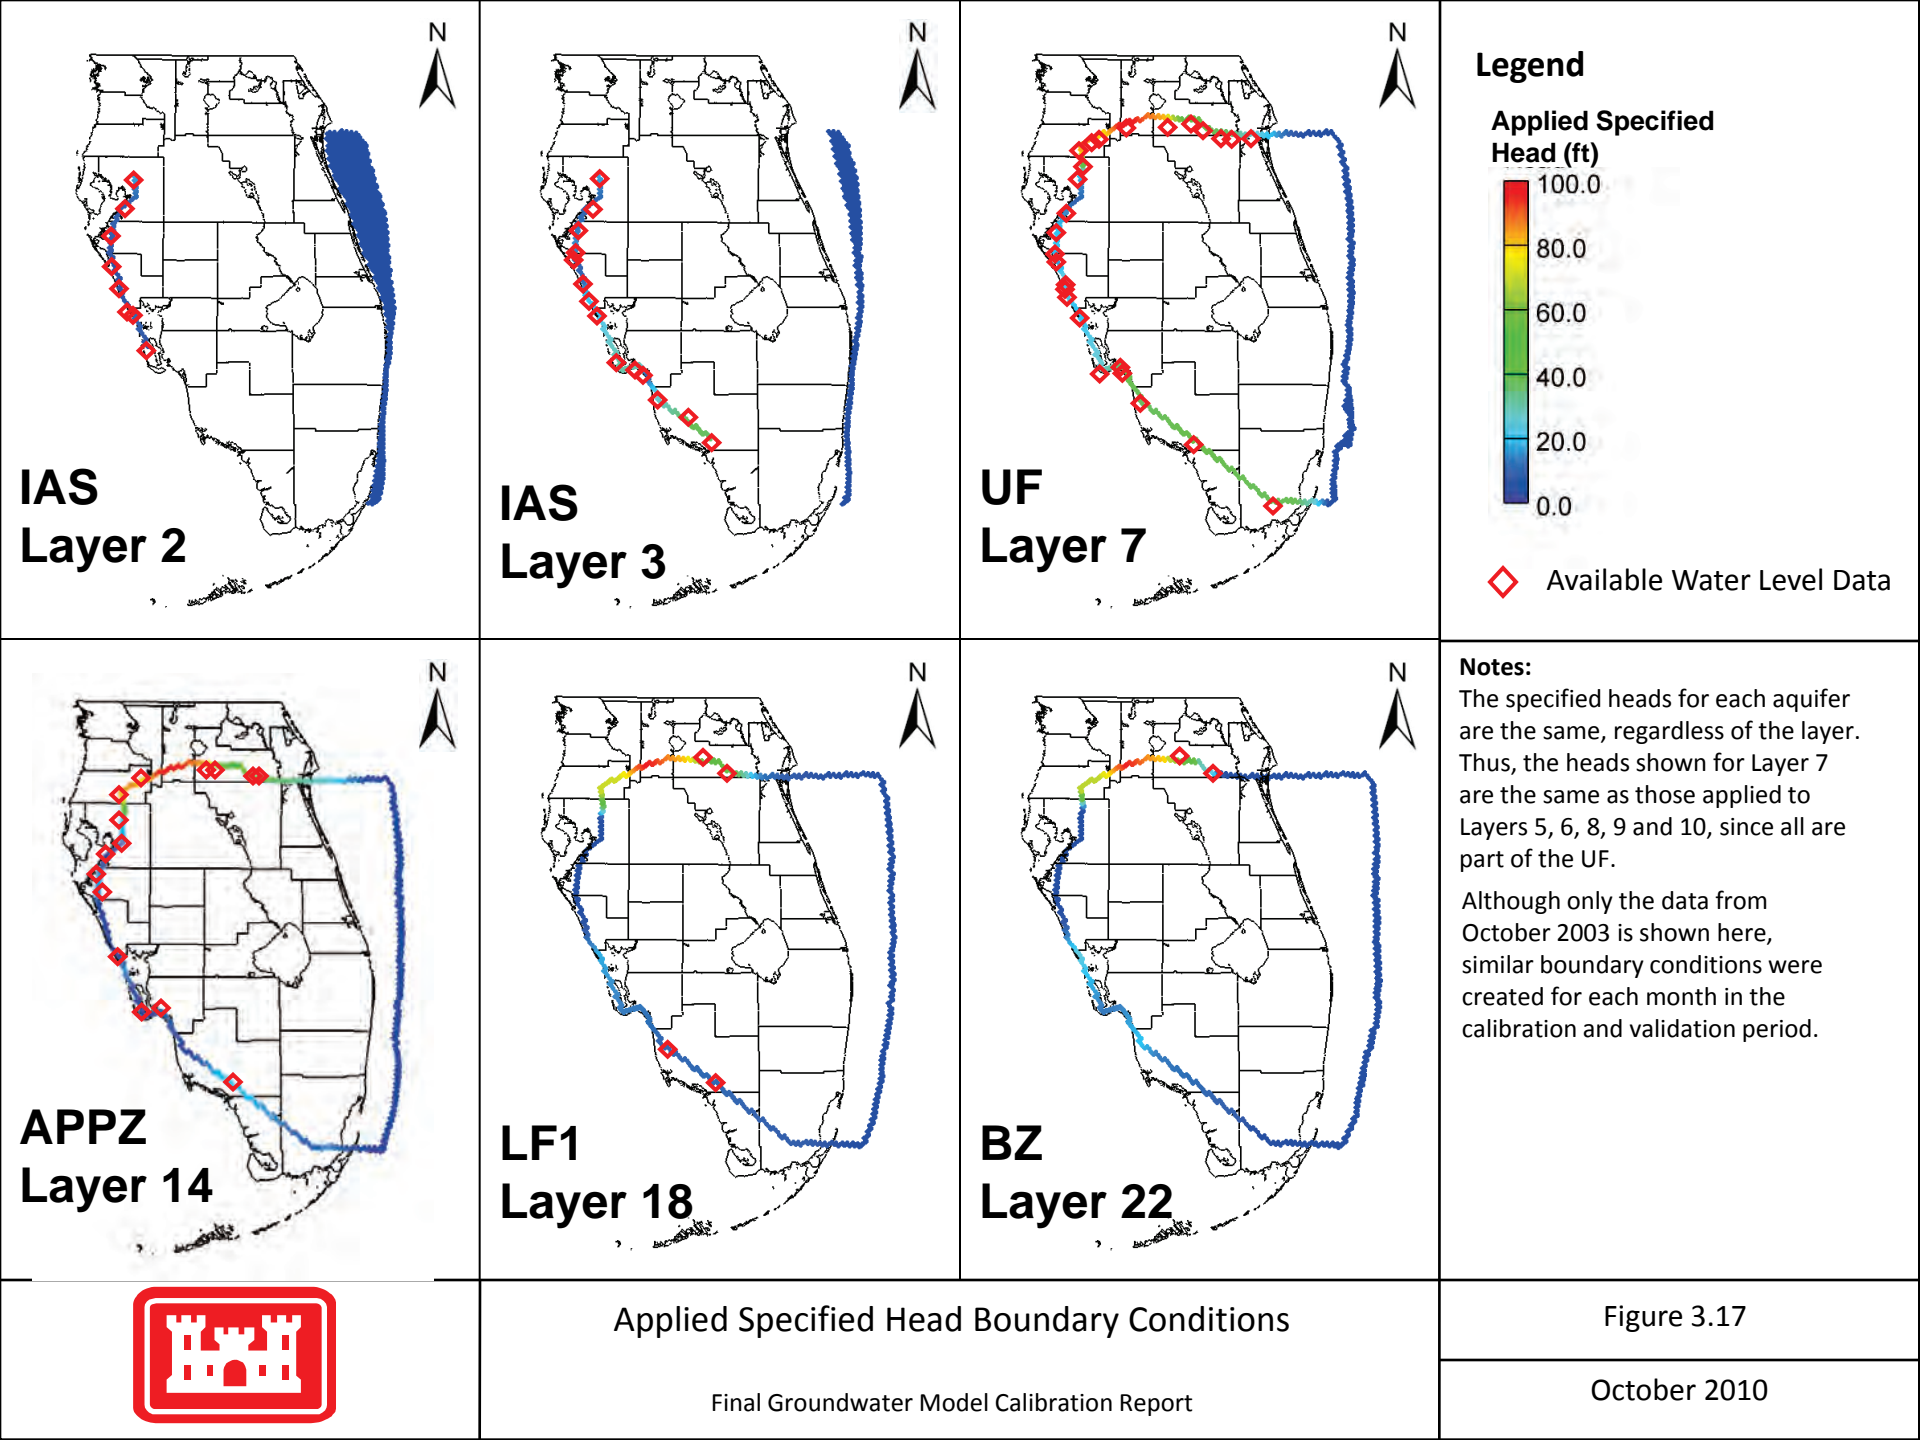 N
IAS
Layer 2
N
IAS
Layer 3
N
UF
Layer 7
Legend
Applied Specified
Head (ft)
100.0
80.0
60.0
40.0
20.0
0.0
Available Water Level Data
N
APPZ
Layer 14
N
LF1
Layer 18
N
BZ
Layer 22
Notes:
The specified heads for each aquifer
are the same, regardless of the layer.
Thus, the heads shown for Layer 7
are the same as those applied to
Layers 5, 6, 8, 9 and 10, since all are
part of the UF.
Although only the data from
October 2003 is shown here,
similar boundary conditions were
created for each month in the
calibration and validation period.
Applied Specified Head Boundary Conditions
Final Groundwater Model Calibration Report
Figure 3.17
October 2010